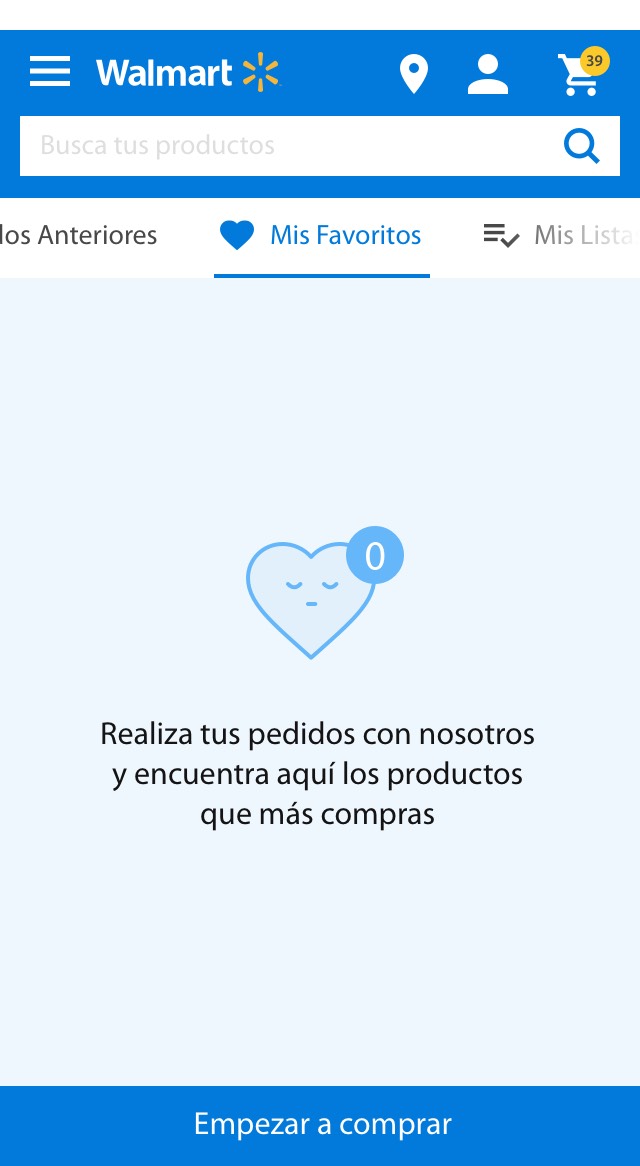 Walmart
39
Busca tus productos
los Anteriores
Mis Favoritos
Mis Lista
0
Realiza tus pedidos con nosotros
y encuentra aquí los productos
que más compras
Empezar a comprar